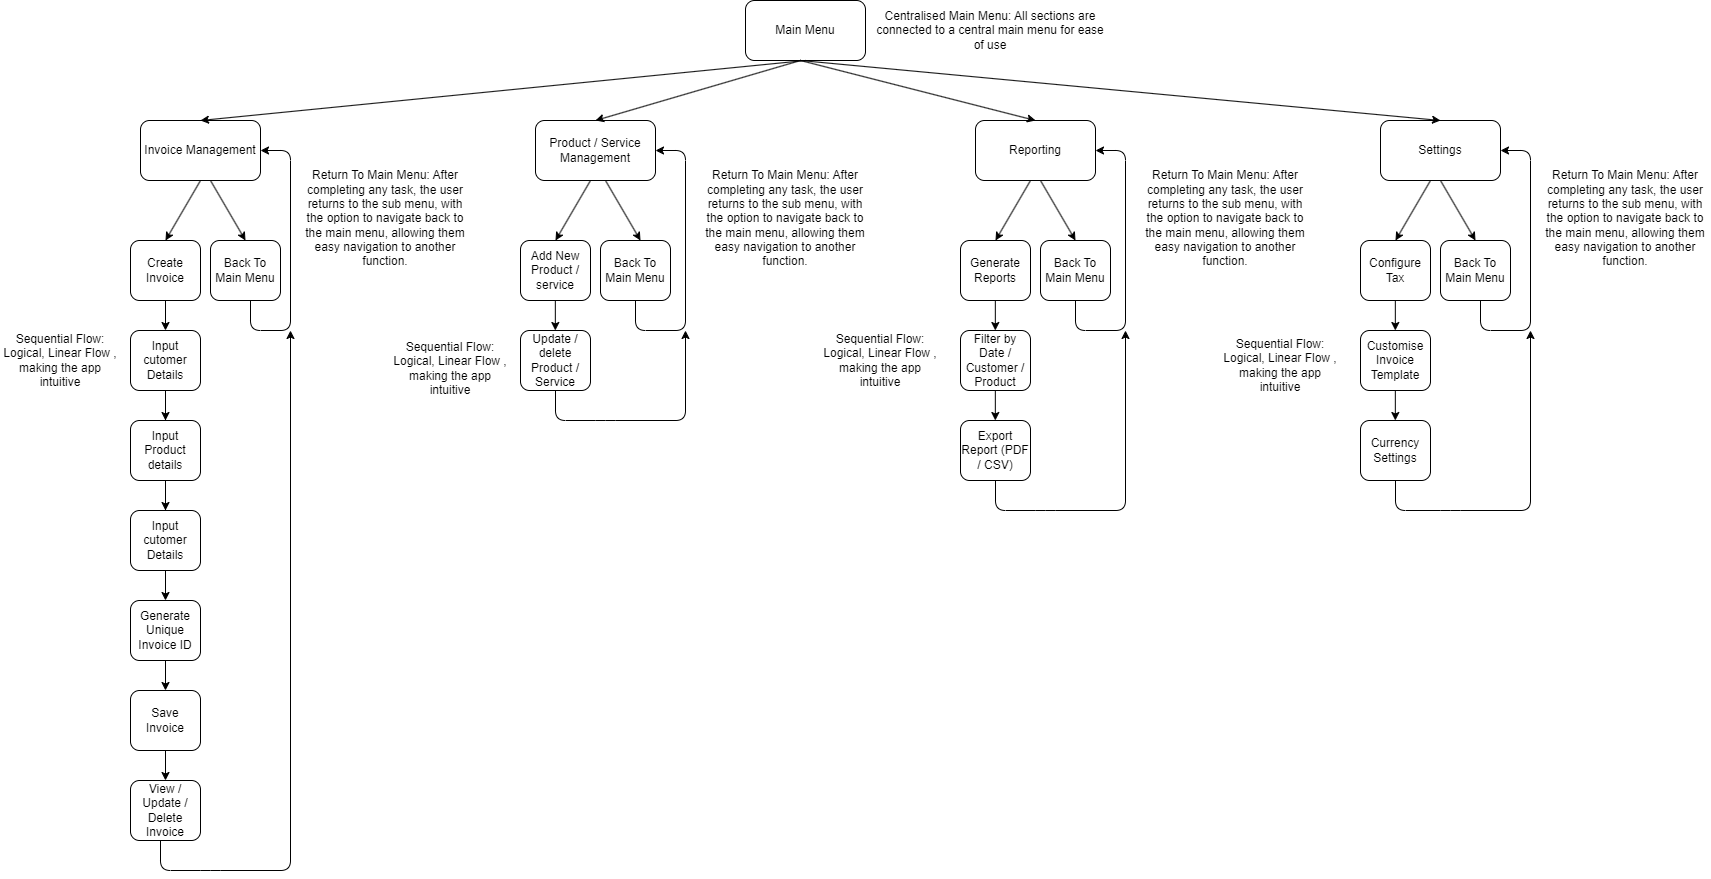 Main Menu
Centralised Main Menu: All sections are
connected to a central main menu for ease
of use
Invoice Management
Return To Main Menu: After
completing any task, the user
returns to the sub menu, with
the option to navigate back to
the main menu, allowing them
easy navigation to another
function.
Create
Invoice
Back To
Main Menu
Sequential Flow:
Logical, Linear Flow ,
making the app
intuitive
Input
cutomer
Details
Input
Product
details
Input
cutomer
Details
Generate
Unique
Invoice ID
Save
Invoice
View /
Update /
Delete
Invoice
Product / Service
Management
Return To Main Menu: After
completing any task, the user
returns to the sub menu, with
the option to navigate back to
the main menu, allowing them
easy navigation to another
function.
Add New
Product /
service
Back To
Main Menu
Sequential Flow:
Logical, Linear Flow ,
making the app
intuitive
Update /
delete
Product /
Service
Reporting
Return To Main Menu: After
completing any task, the user
returns to the sub menu, with
the option to navigate back to
the main menu, allowing them
easy navigation to another
function.
Generate
Reports
Back To
Main Menu
Sequential Flow:
Logical, Linear Flow ,
making the app
intuitive
Filter by
Date /
Customer /
Product
Export
Report (PDF
/ CSV)
Settings
Return To Main Menu: After
completing any task, the user
returns to the sub menu, with
the option to navigate back to
the main menu, allowing them
easy navigation to another
function.
Configure
Tax
Back To
Main Menu
Sequential Flow:
Logical, Linear Flow ,
making the app
intuitive
Customise
Invoice
Template
Currency
Settings